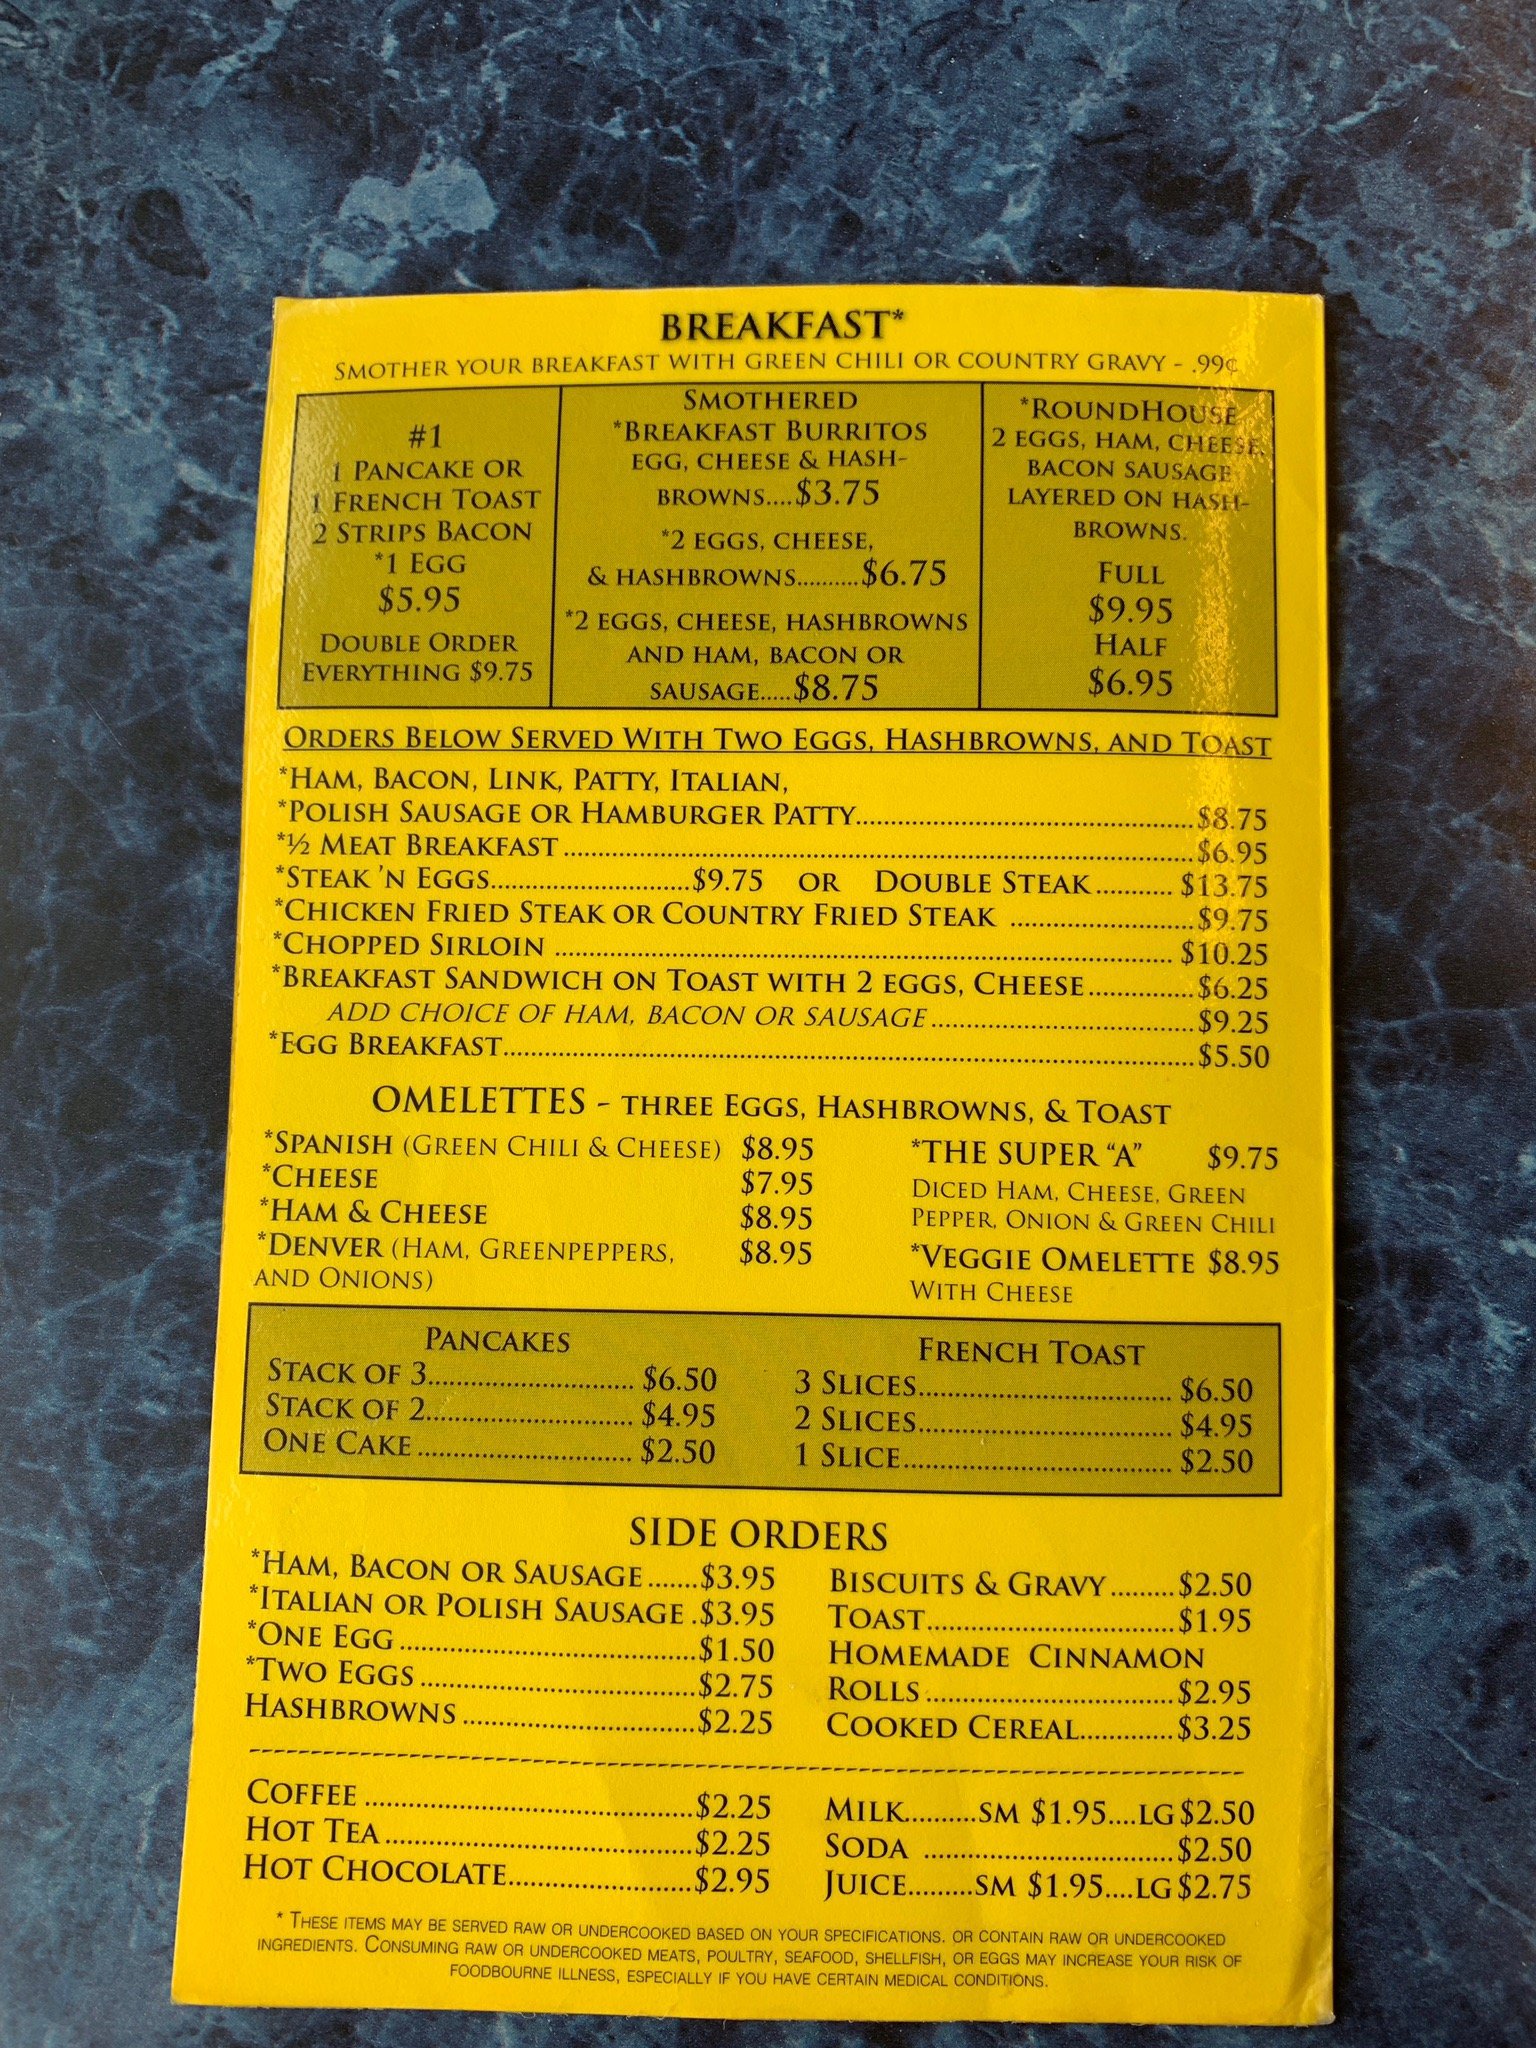 BREAKFAST*
SMOTHER YOUR BREAKFAST WITH GREEN CHILI OR COUNTRY GRAVY - .99¢
#1
1 PANCAKE OR
1 FRENCH TOAST
2 STRIPS BACON
*1 EGG
$5.95
DOUBLE ORDER
EVERYTHING $9.75
SMOTHERED
*BREAKFAST BURRITOS
EGG, CHEESE & HASH-
BROWNS....$3.75
*2 EGGS, CHEESE,
& HASHBROWNS..........$6.75
*2 EGGS, CHEESE, HASHBROWNS
AND HAM, BACON OR
SAUSAGE.....$8.75
*ROUNDHOUSE
2 EGGS, HAM, CHEESE,
BACON SAUSAGE
LAYERED ON HASH-
BROWNS.
FULL
$9.95
HALF
$6.95
ORDERS BELOW SERVED WITH TWO EGGS, HASHBROWNS, AND TOAST
*HAM, BACON, LINK, PATTY, ITALIAN,
*POLISH SAUSAGE OR HAMBURGER PATTY............................................$8.75
*½ MEAT BREAKFAST ....................................................................................$6.95
*STEAK 'N EGGS..........................$9.75 OR DOUBLE STEAK.......... $13.75
*CHICKEN FRIED STEAK OR COUNTRY FRIED STEAK ........................$9.75
*CHOPPED SIRLOIN .................................................................................. $10.25
*BREAKFAST SANDWICH ON TOAST WITH 2 EGGS, CHEESE..............$6.25
ADD CHOICE OF HAM, BACON OR SAUSAGE...................................$9.25
*EGG BREAKFAST............................................................................................$5.50
OMELETTES - THREE EGGS, HASHBROWNS, & TOAST
*SPANISH (GREEN CHILI & CHEESE) $8.95
*CHEESE $7.95
*HAM & CHEESE $8.95
*DENVER (HAM, GREENPEPPERS, $8.95
AND ONIONS)
*THE SUPER “A” $9.75
DICED HAM, CHEESE, GREEN
PEPPER, ONION & GREEN CHILI
*VEGGIE OMELETTE $8.95
WITH CHEESE
PANCAKES
STACK OF 3........................... $6.50
STACK OF 2........................... $4.95
ONE CAKE ............................ $2.50
FRENCH TOAST
3 SLICES................................. $6.50
2 SLICES................................. $4.95
1 SLICE................................... $2.50
SIDE ORDERS
*HAM, BACON OR SAUSAGE.......$3.95
*ITALIAN OR POLISH SAUSAGE .$3.95
*ONE EGG.......................................$1.50
*TWO EGGS ....................................$2.75
HASHBROWNS ...............................$2.25
BISCUITS & GRAVY.........$2.50
TOAST.................................$1.95
HOMEMADE CINNAMON
ROLLS.................................$2.95
COOKED CEREAL............$3.25
COFFEE ...........................................$2.25
HOT TEA.........................................$2.25
HOT CHOCOLATE........................$2.95
MILK.........SM $1.95....LG $2.50
SODA .................................$2.50
JUICE.........SM $1.95....LG $2.75
* THESE ITEMS MAY BE SERVED RAW OR UNDERCOOKED BASED ON YOUR SPECIFICATIONS. OR CONTAIN RAW OR UNDERCOOKED
INGREDIENTS. CONSUMING RAW OR UNDERCOOKED MEATS, POULTRY, SEAFOOD, SHELLFISH, OR EGGS MAY INCREASE YOUR RISK OF
FOODBOURNE ILLNESS, ESPECIALLY IF YOU HAVE CERTAIN MEDICAL CONDITIONS.